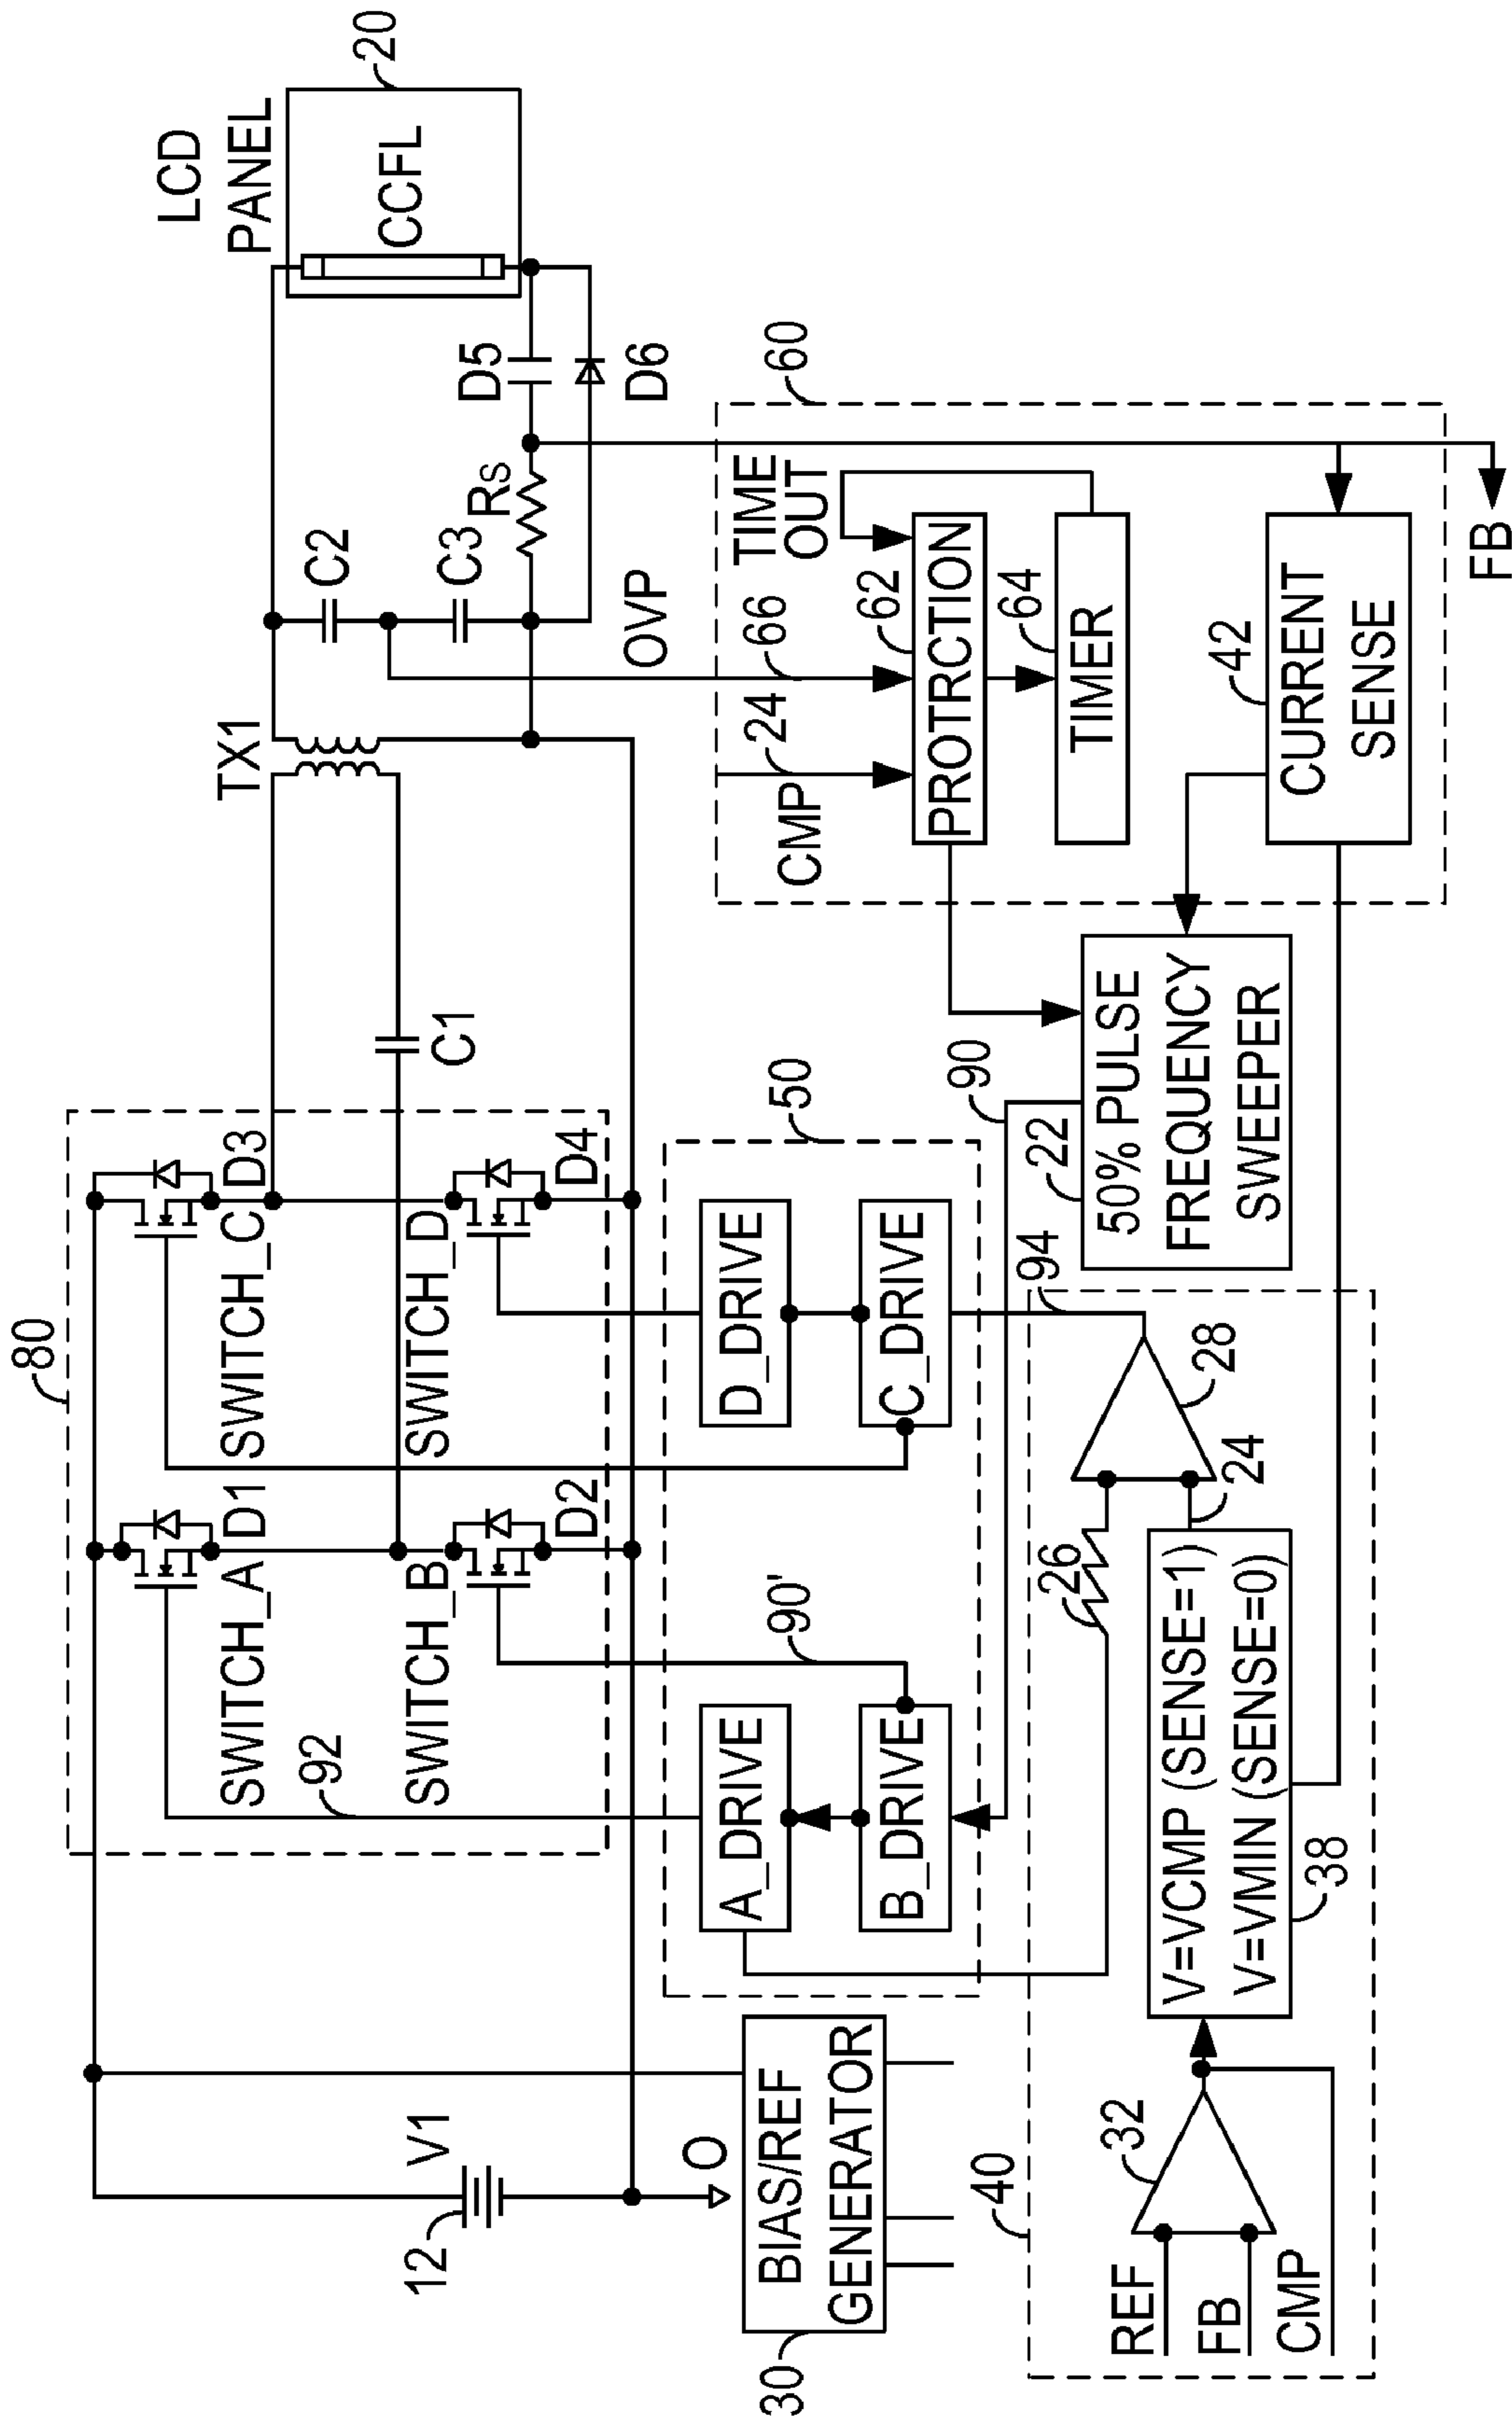 80
12
V1
SWITCH_A
D1
SWITCH_C
D3
92
SWITCH_B
D2
SWITCH_D
D4
C1
TX1
C2
C3
RS
D5
D6
LCD
PANEL
CCFL
20
O
30
BIAS/REF
GENERATOR
A_DRIVE
B_DRIVE
90'
D_DRIVE
C_DRIVE
50
90
94
OVP
66
24
CMP
TIME
OUT
60
62
PROTRCTION
64
TIMER
42
CURRENT
SENSE
FB
22
50% PULSE
FREQUENCY
SWEEPER
40
REF
FB
CMP
32
V=VCMP (SENSE=1)
V=VMIN (SENSE=0)
38
26
24
28